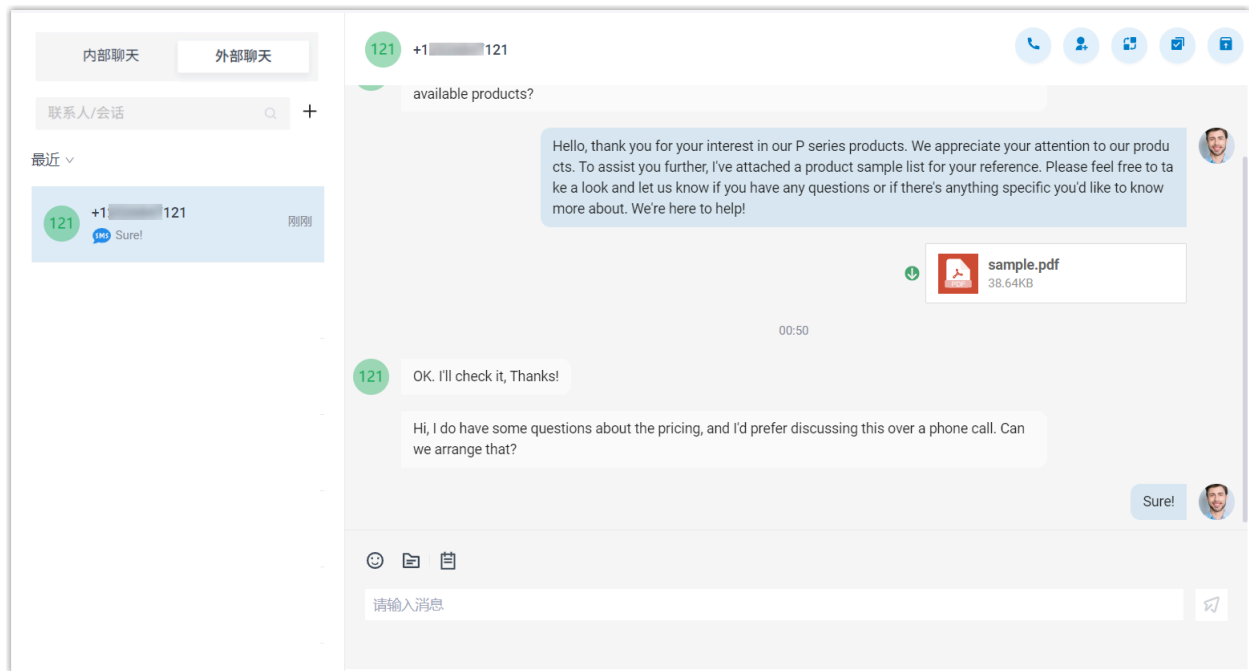 内部聊天
外部聊天
联系人/会话
最近
121
+1
121
刚刚
SMS
Sure!
121
+1
121
available products?
Hello, thank you for your interest in our P series products. We appreciate your attention to our produ
cts. To assist you further, I've attached a product sample list for your reference. Please feel free to ta
ke a look and let us know if you have any questions or if there's anything specific you'd like to know
more about. We're here to help!
PDF
sample.pdf
38.64KB
00:50
121
OK. I'll check it, Thanks!
Hi, I do have some questions about the pricing, and I'd prefer discussing this over a phone call. Can
we arrange that?
Sure!
请输入消息